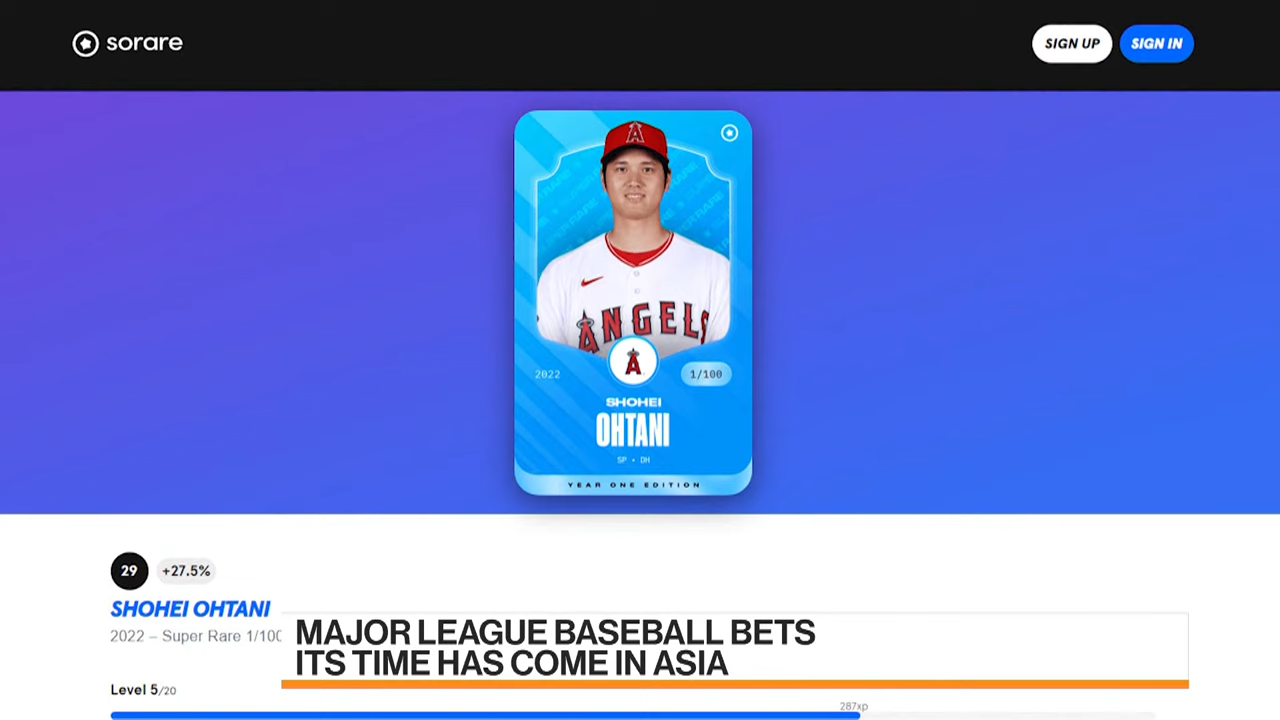 sorare
SIGN UP
SIGN IN
A
ANGELS
A
2022
1/100
SHOHEI
OHTANI
SP • DH
YEAR ONE EDITION
29
+27.5%
SHOHEI OHTANI
2022 – Super Rare 1/100
MAJOR LEAGUE BASEBALL BETS
ITS TIME HAS COME IN ASIA
Level 5/20
287xp